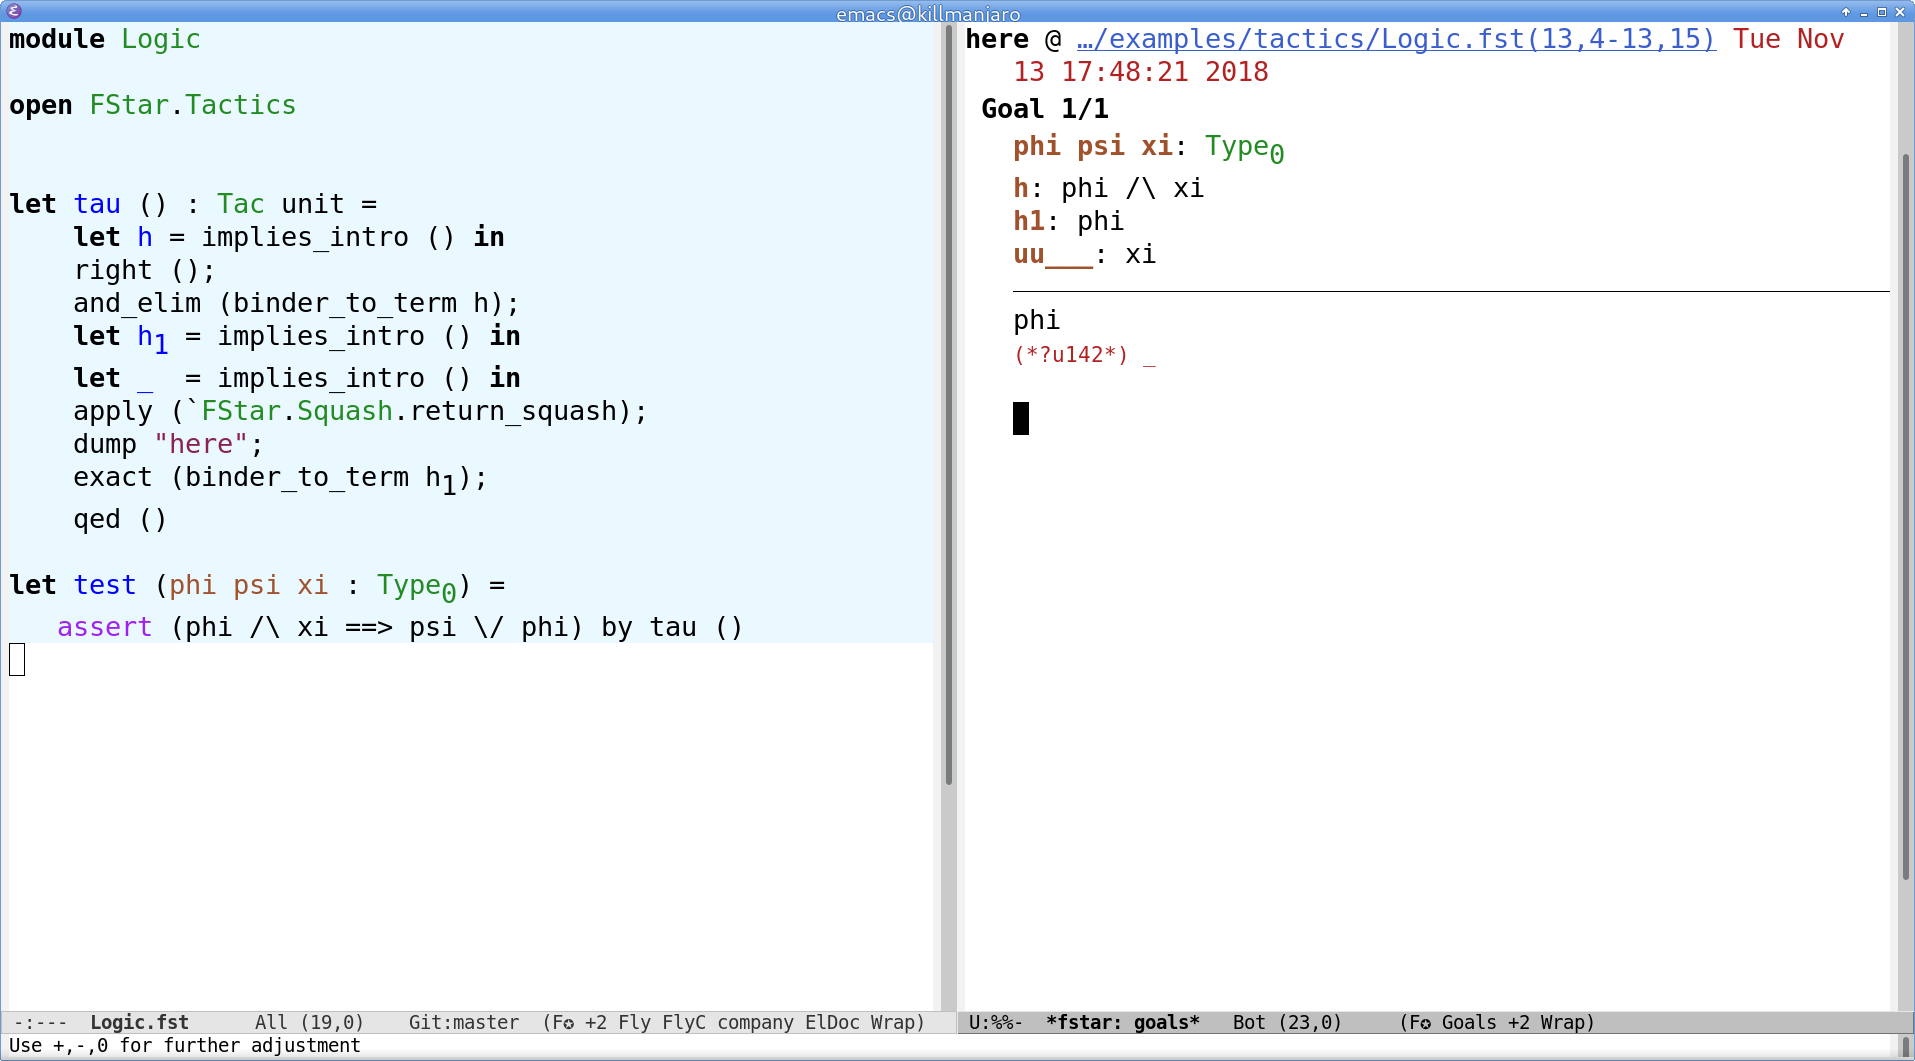 emacs@killmanjaro
module Logic
open FStar.Tactics
let tau () : Tac unit =
    let h = implies_intro () in
    right ();
    and_elim (binder_to_term h);
    let h1 = implies_intro () in
    let _  = implies_intro () in
    apply (`FStar.Squash.return_squash);
    dump "here";
    exact (binder_to_term h1);
    qed ()
let test (phi psi xi : Type0) =
   assert (phi /\ xi ==> psi \/ phi) by tau ()
-:---  Logic.fst      All (19,0)    Git:master  (F✪ +2 Fly FlyC company ElDoc Wrap)
here @ …/examples/tactics/Logic.fst(13,4-13,15) Tue Nov
13 17:48:21 2018
Goal 1/1
phi psi xi: Type0
h: phi /\ xi
h1: phi
uu___: xi
phi
(*?u142*) _
U:%%-  *fstar: goals*   Bot (23,0)     (F✪ Goals +2 Wrap)
Use +,-,0 for further adjustment